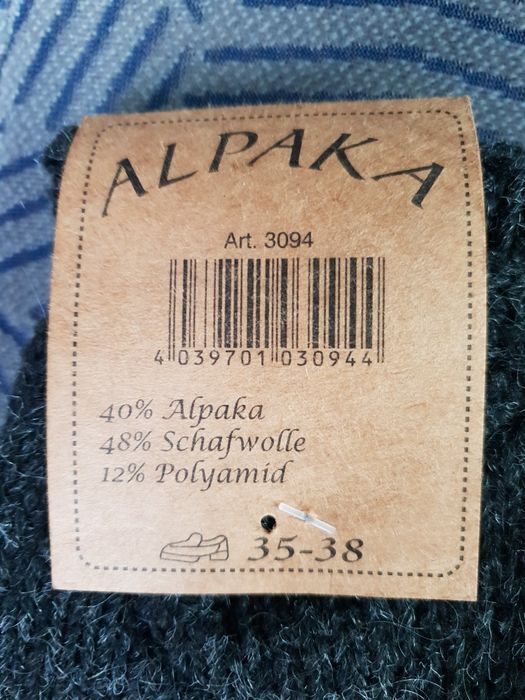 ALPAKA
Art. 3094
4 039701 030944
40% Alpaka
48% Schafwolle
12% Polyamid
35-38